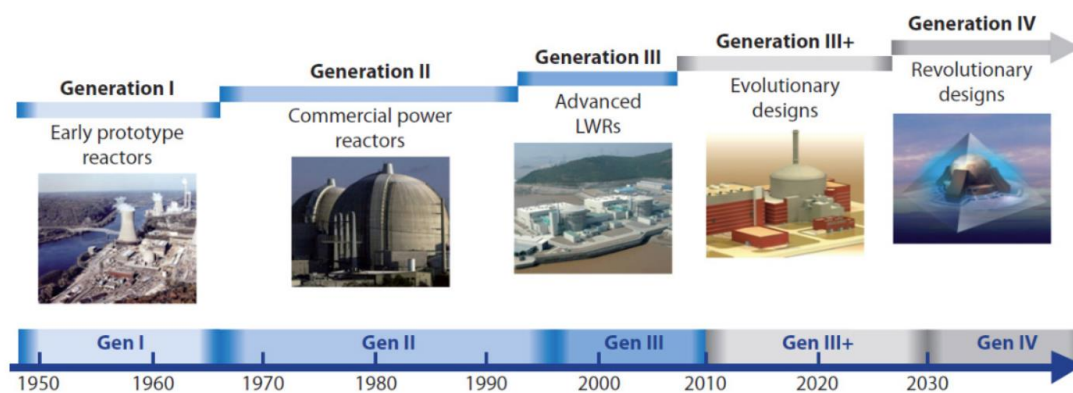 Generation I
Early prototype
reactors
Generation II
Commercial power
reactors
Generation III
Advanced
LWRs
Generation III+
Evolutionary
designs
Generation IV
Revolutionary
designs
Gen I
Gen II
Gen III
Gen III+
Gen IV
1950
1960
1970
1980
1990
2000
2010
2020
2030